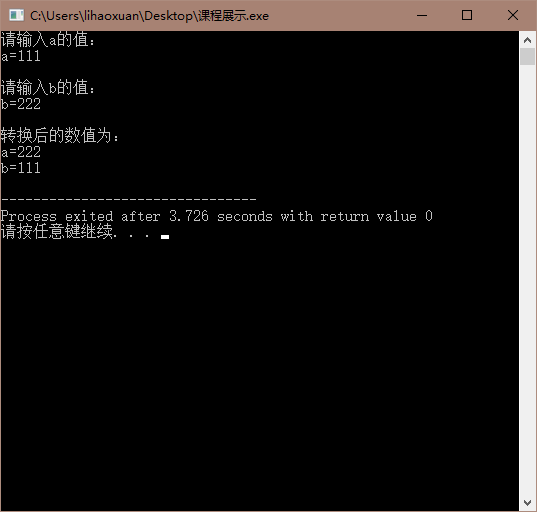 C:\Users\lihaoxuan\Desktop\课程展示.exe
请输入a的值：
a=111
请输入b的值：
b=222
转换后的数值为：
a=222
b=111
--------------------------------
Process exited after 3.726 seconds with return value 0
请按任意键继续. . .